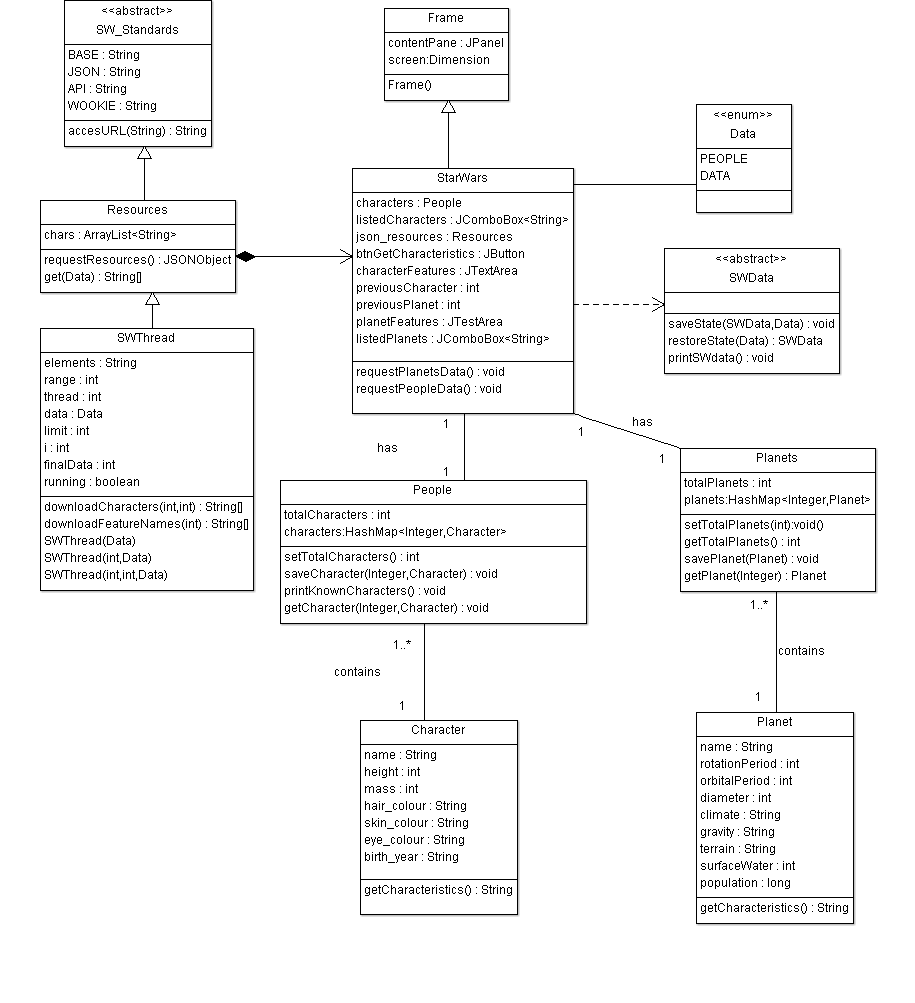 <<abstract>>
SW_Standards
BASE : String
JSON : String
API : String
WOOKIE : String
accesURL(String) : String
Frame
contentPane : JPanel
screen:Dimension
Frame()
<<enum>>
Data
PEOPLE
DATA
Resources
chars : ArrayList<String>
requestResources() : JSONObject
get(Data) : String[]
StarWars
characters : People
listedCharacters : JComboBox<String>
json_resources : Resources
btnGetCharacteristics : JButton
characterFeatures : JTextArea
previousCharacter : int
previousPlanet : int
planetFeatures : JTestArea
listedPlanets : JComboBox<String>
requestPlanetsData() : void
requestPeopleData() : void
<<abstract>>
SWData
saveState(SWData,Data) : void
restoreState(Data) : SWData
printSWdata() : void
SWThread
elements : String
range : int
thread : int
data : Data
limit : int
i : int
finalData : int
running : boolean
downloadCharacters(int,int) : String[]
downloadFeatureNames(int) : String[]
SWThread(Data)
SWThread(int,Data)
SWThread(int,int,Data)
1
has
1
1
has
1
People
totalCharacters : int
characters:HashMap<Integer,Character>
setTotalCharacters() : int
saveCharacter(Integer,Character) : void
printKnownCharacters() : void
getCharacter(Integer,Character) : void
Planets
totalPlanets : int
planets:HashMap<Integer,Planet>
setTotalPlanets(int):void()
getTotalPlanets() : int
savePlanet(Planet) : void
getPlanet(Integer) : Planet
1..*
contains
1
1..*
contains
1
Character
name : String
height : int
mass : int
hair_colour : String
skin_colour : String
eye_colour : String
birth_year : String
getCharacteristics() : String
Planet
name : String
rotationPeriod : int
orbitalPeriod : int
diameter : int
climate : String
gravity : String
terrain : String
surfaceWater : int
population : long
getCharacteristics() : String